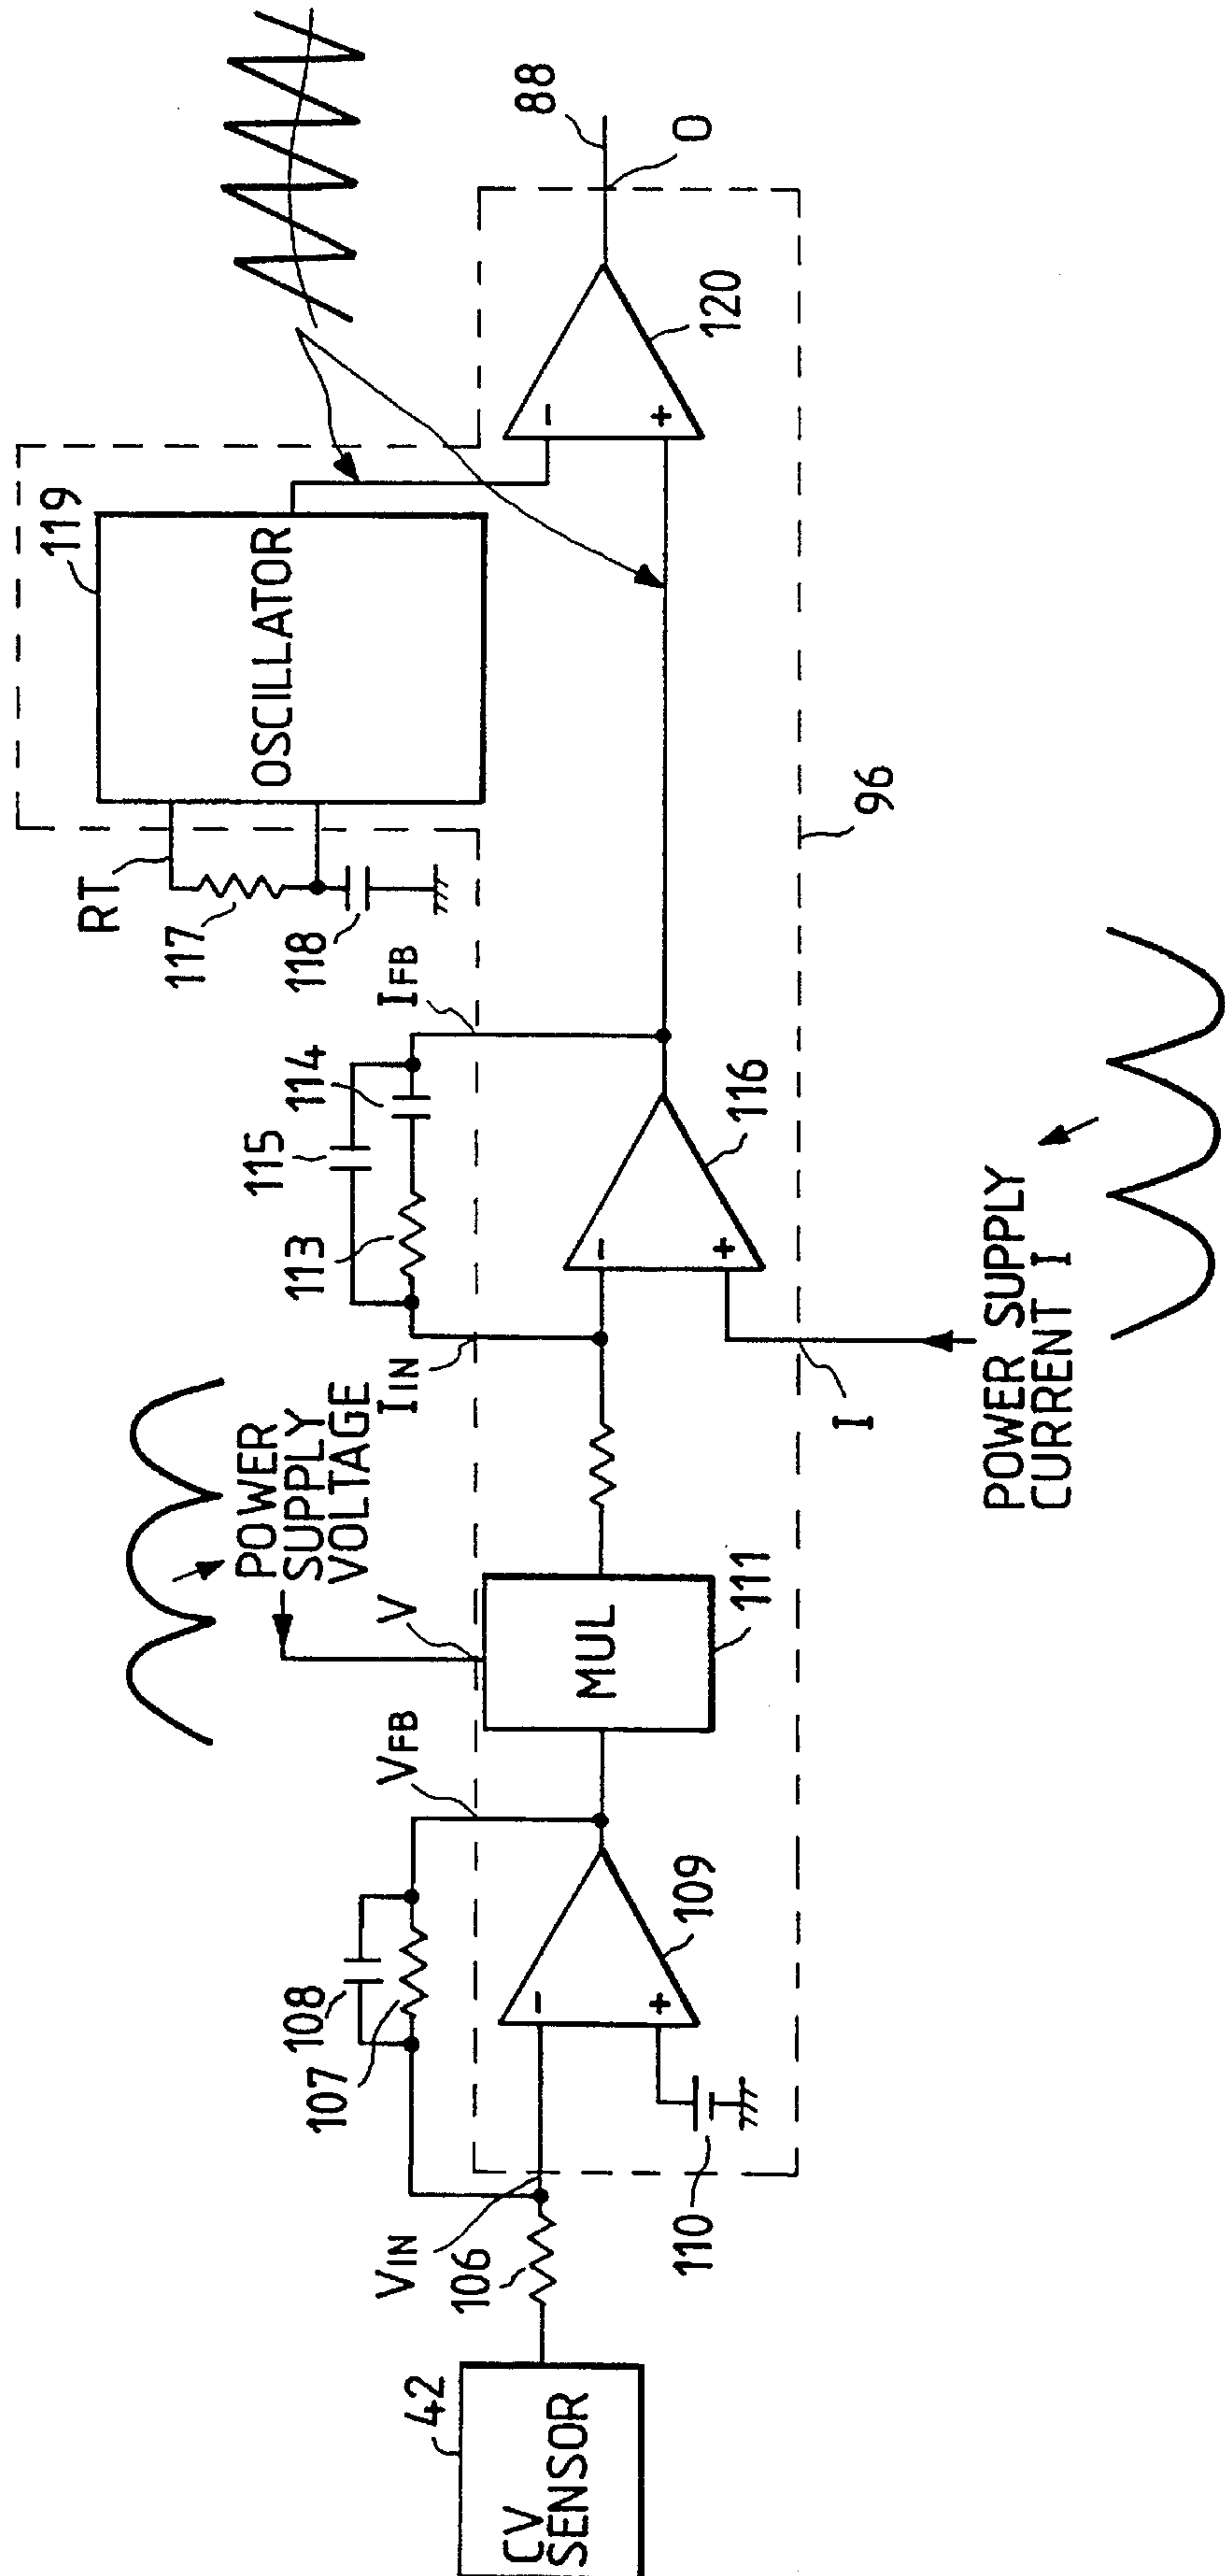 88
O
120
119
OSCILLATOR
RT
117
118
96
IFB
114
115
113
116
IIN
POWER
SUPPLY
VOLTAGE
V
I
POWER SUPPLY
CURRENT I
MUL
111
VFB
108
107
109
110
VIN
106
42
CV
SENSOR
-
+
-
+
-
+